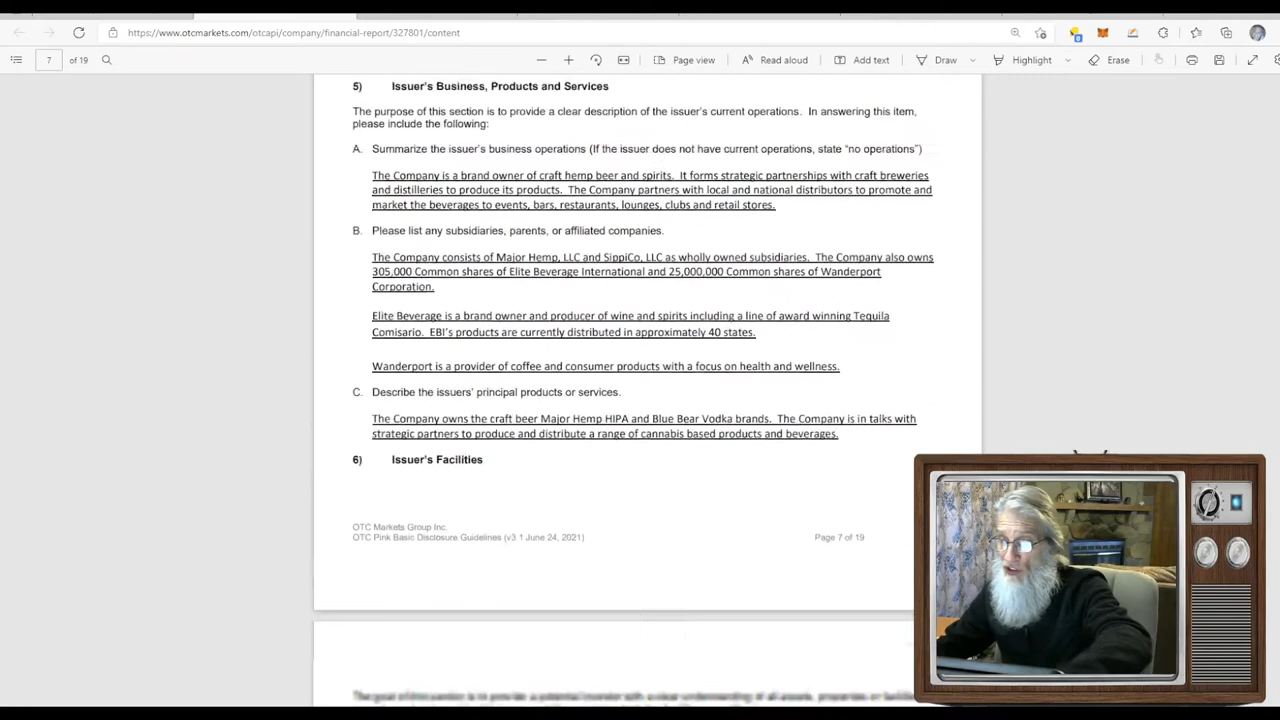 https://www.otcmarkets.com/otcapi/company/financial-report/327801/content
7 of 19 Page view Read aloud Add text Draw Highlight Erase
5) Issuer's Business, Products and Services
The purpose of this section is to provide a clear description of the issuer's current operations. In answering this item,
please include the following:
A. Summarize the issuer's business operations (If the issuer does not have current operations, state "no operations")
The Company is a brand owner of craft hemp beer and spirits. It forms strategic partnerships with craft breweries
and distilleries to produce its products. The Company partners with local and national distributors to promote and
market the beverages to events, bars, restaurants, lounges, clubs and retail stores.
B. Please list any subsidiaries, parents, or affiliated companies.
The Company consists of Major Hemp, LLC and SippiCo, LLC as wholly owned subsidiaries. The Company also owns
305,000 Common shares of Elite Beverage International and 25,000,000 Common shares of Wanderport
Corporation.
Elite Beverage is a brand owner and producer of wine and spirits including a line of award winning Tequila
Comisario. EBI's products are currently distributed in approximately 40 states.
Wanderport is a provider of coffee and consumer products with a focus on health and wellness.
C. Describe the issuers' principal products or services.
The Company owns the craft beer Major Hemp HIPA and Blue Bear Vodka brands. The Company is in talks with
strategic partners to produce and distribute a range of cannabis based products and beverages.
6) Issuer's Facilities
OTC Markets Group Inc.
OTC Pink Basic Disclosure Guidelines (v3 1 June 24, 2021) Page 7 of 19